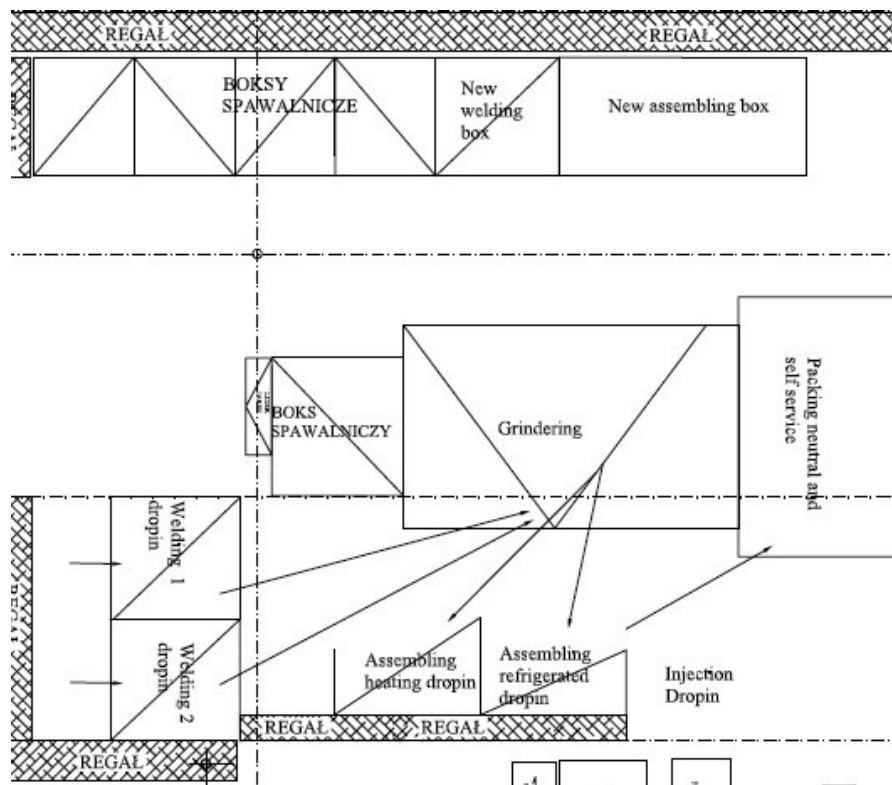 REGAŁ
REGAŁ
BOKSY
SPAWALNICZE
New
welding
box
New assembling box
BOKS
SPAWALNICZY
Grindering
Packing neutral and
self service
Welding 1
dropin
Welding 2
dropin
REGAŁ
Assembling
heating dropin
Assembling
refrigerated
dropin
Injection
Dropin
REGAŁ
REGAŁ
REGAŁ